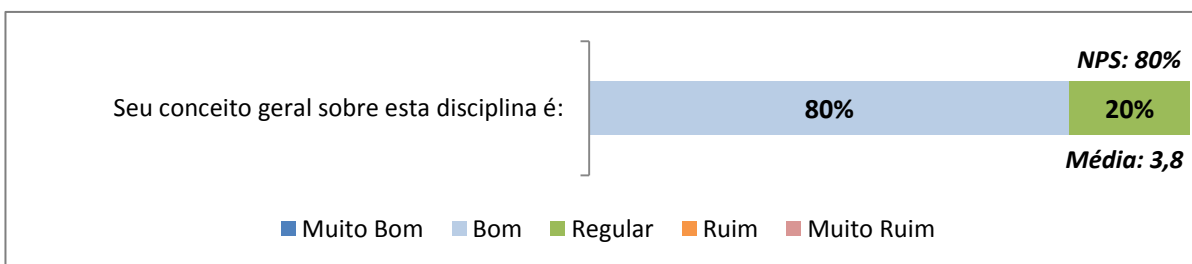 NPS: 80%
Seu conceito geral sobre esta disciplina é:
80%
20%
Média: 3,8
Muito Bom
Bom
Regular
Ruim
Muito Ruim